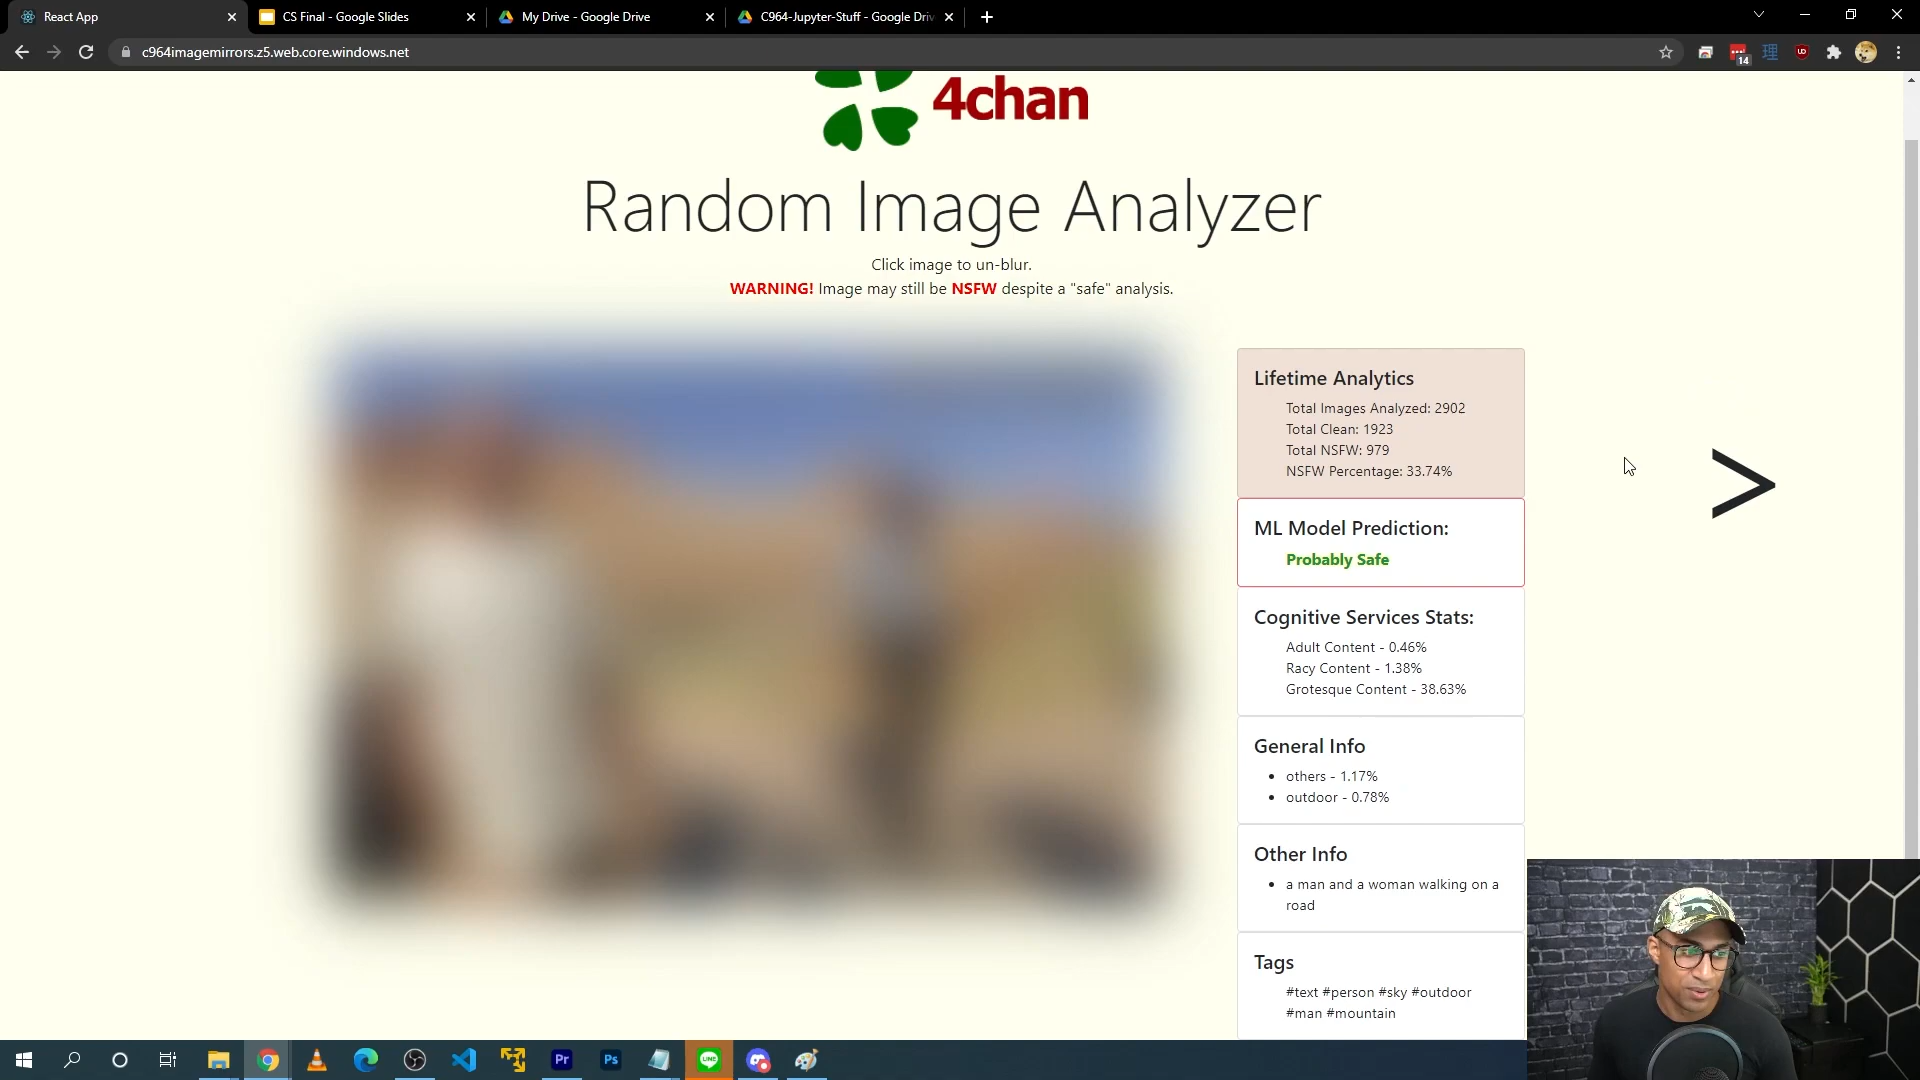 React App
CS Final - Google Slides
My Drive - Google Drive
C964-Jupyter-Stuff - Google Driv
c964imagemirrors.z5.web.core.windows.net
14
4chan
Random Image Analyzer
Click image to un-blur.
WARNING! Image may still be NSFW despite a "safe" analysis.
Lifetime Analytics
Total Images Analyzed: 2902
Total Clean: 1923
Total NSFW: 979
NSFW Percentage: 33.74%
>
ML Model Prediction:
Probably Safe
Cognitive Services Stats:
Adult Content - 0.46%
Racy Content - 1.38%
Grotesque Content - 38.63%
General Info
• others - 1.17%
• outdoor - 0.78%
Other Info
• a man and a woman walking on a
road
Tags
#text #person #sky #outdoor
#man #mountain
Pr
Ps
LINE